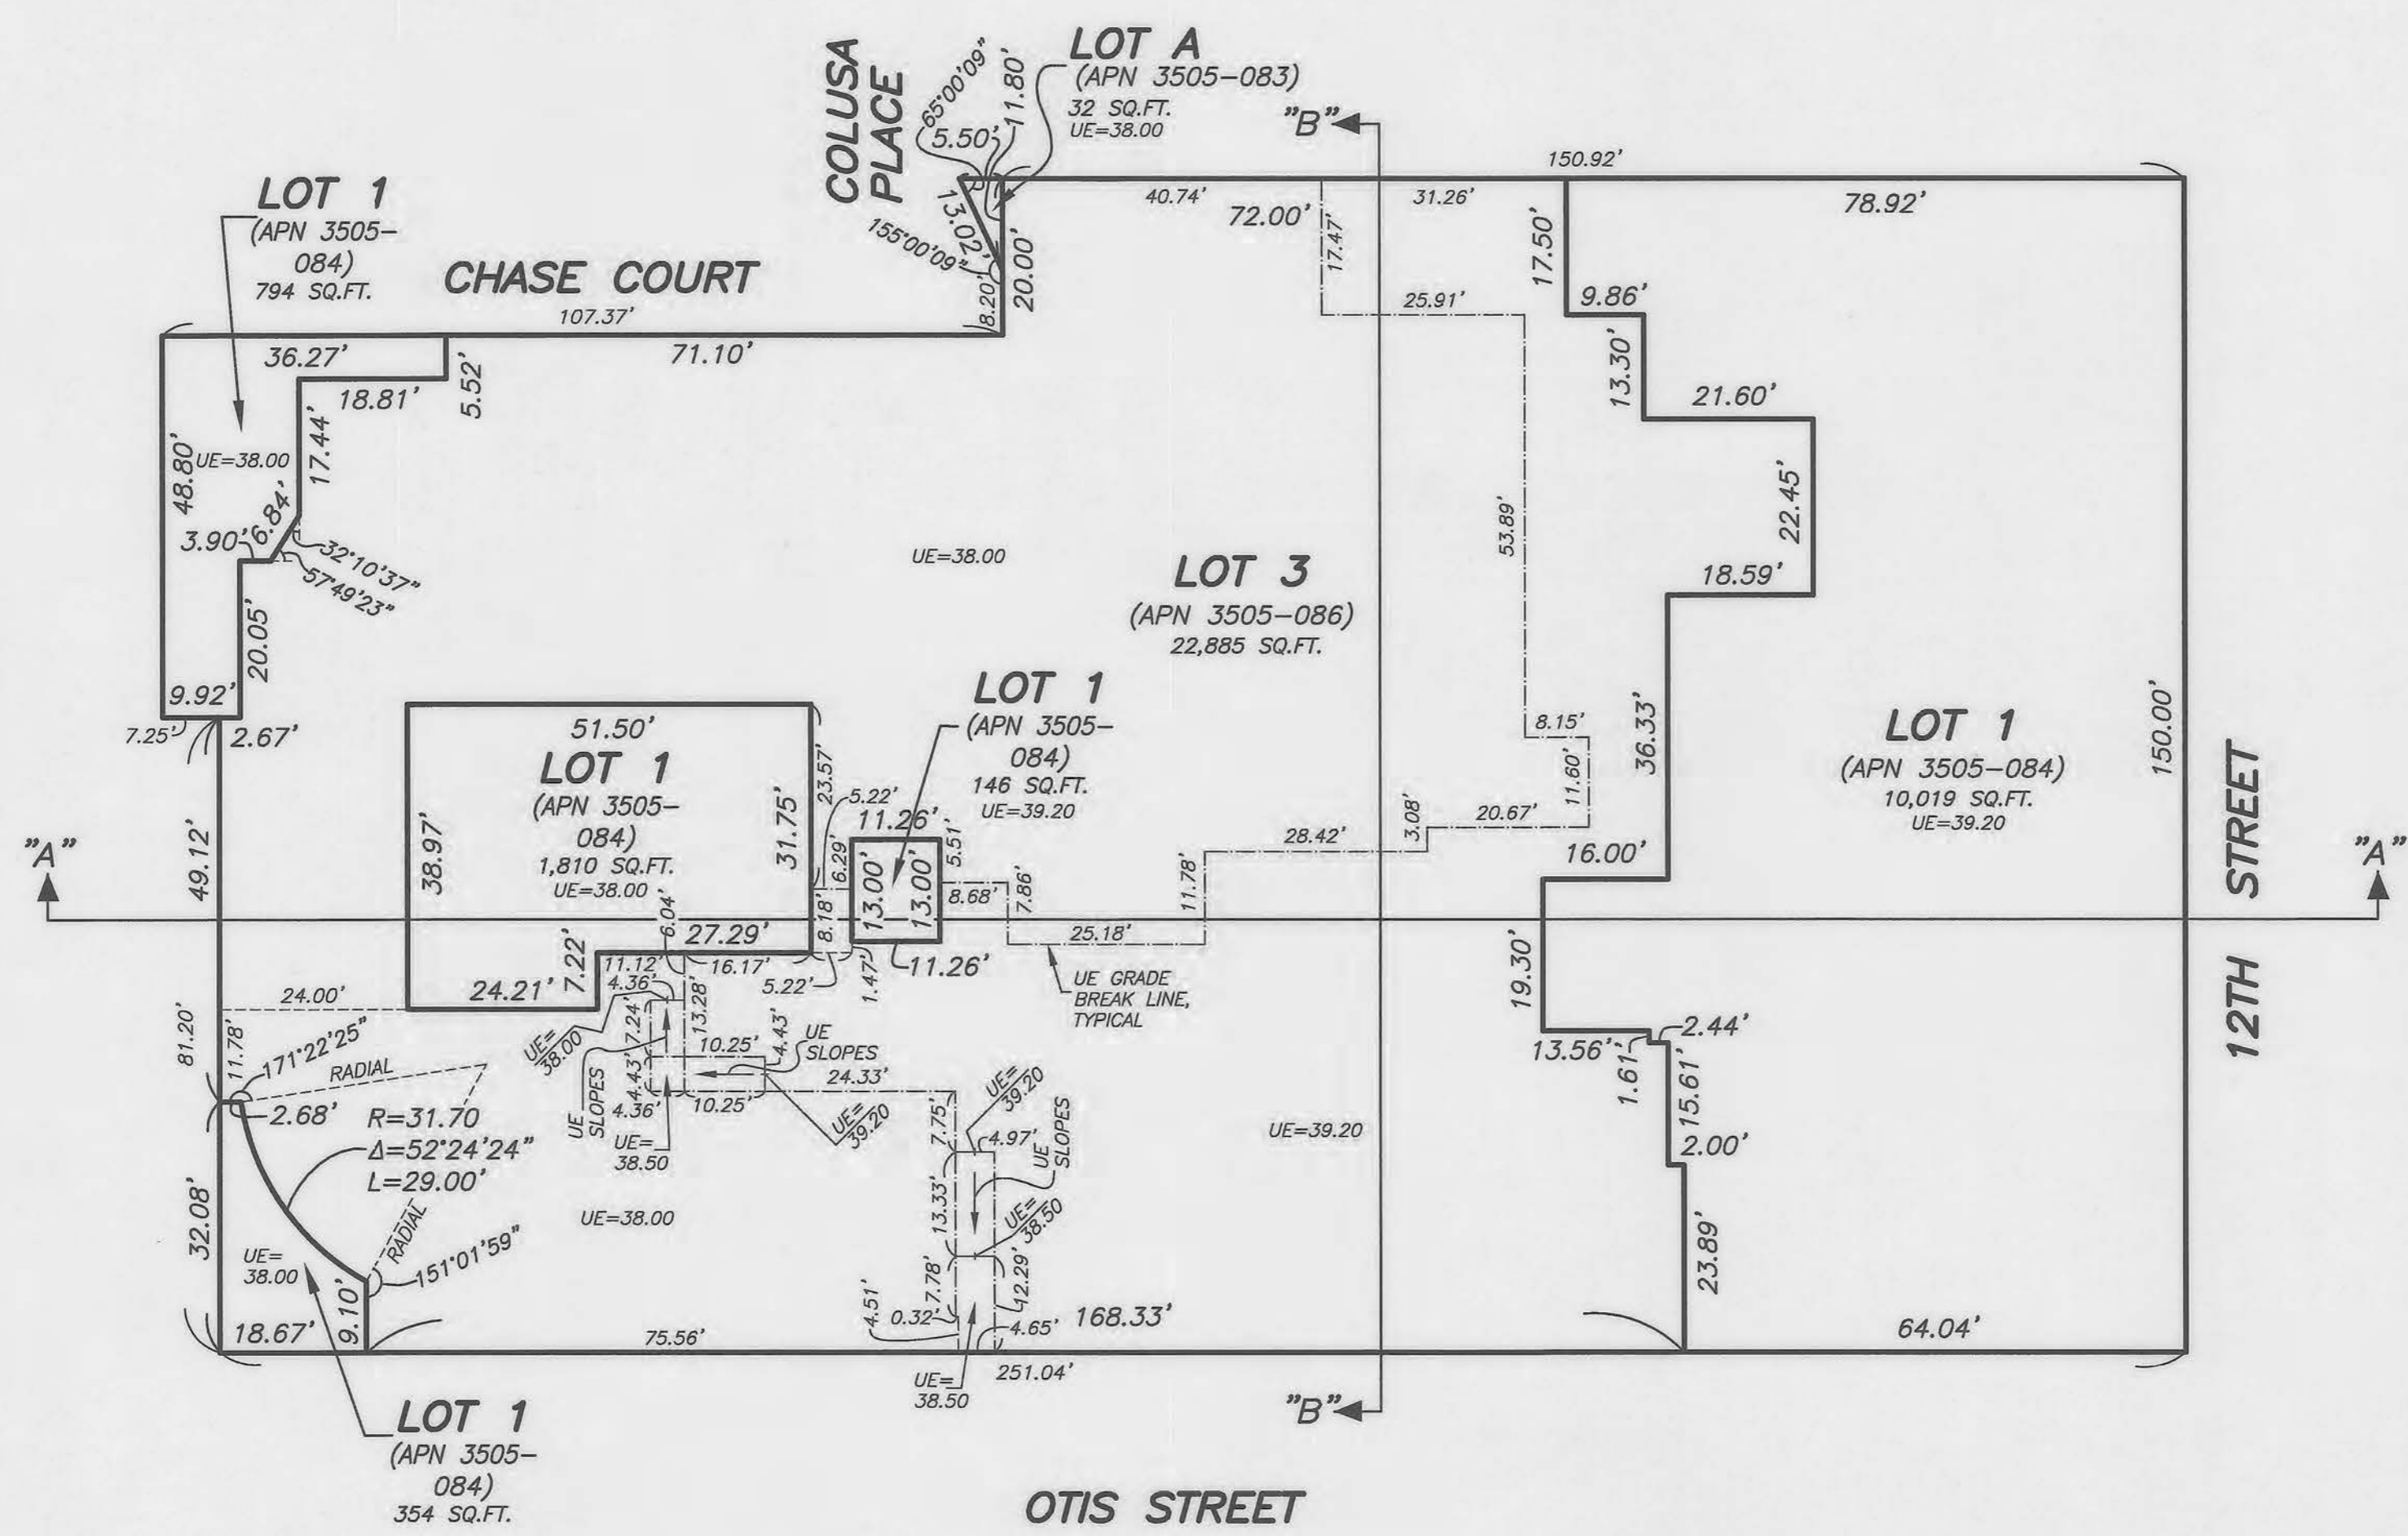 COLUSA
PLACE
65°00'09"
11.80'
5.50'
13.02'
155°00'09"
8.20'
20.00'
LOT A
(APN 3505-083)
32 SQ.FT.
UE=38.00
"B"
150.92'
40.74'
72.00'
31.26'
78.92'
17.47'
17.50'
25.91'
9.86'
13.30'
21.60'
22.45'
18.59'
53.89'
36.33'
LOT 1
(APN 3505-
084)
794 SQ.FT.
CHASE COURT
107.37'
36.27'
71.10'
18.81'
5.52'
17.44'
48.80'
UE=38.00
6.84'
3.90'
32°10'37"
57°49'23"
20.05'
9.92'
7.25'
2.67'
UE=38.00
LOT 3
(APN 3505-086)
22,885 SQ.FT.
51.50'
LOT 1
(APN 3505-
084)
1,810 SQ.FT.
UE=38.00
38.97'
31.75'
23.57'
5.22'
11.26'
6.29'
5.51'
LOT 1
(APN 3505-
084)
146 SQ.FT.
UE=39.20
13.00'
13.00'
8.68'
7.86'
25.18'
11.78'
28.42'
3.08'
20.67'
8.15'
11.60'
16.00'
LOT 1
(APN 3505-084)
10,019 SQ.FT.
UE=39.20
150.00'
12TH STREET
"A"
"A"
49.12'
6.04'
27.29'
8.18'
7.22'
11.12'
16.17'
5.22'
1.47'
11.26'
24.21'
24.00'
UE GRADE
BREAK LINE,
TYPICAL
19.30'
13.56'
2.44'
1.61'
15.61'
2.00'
23.89'
81.20'
11.78'
171°22'25"
RADIAL
2.68'
R=31.70
Δ=52°24'24"
L=29.00'
RADIAL
151°01'59"
4.36'
UE=
38.00
7.24'
13.28'
10.25'
4.43'
UE
SLOPES
UE
SLOPES
4.43'
4.36'
10.25'
24.33'
UE=
38.50
UE=
39.20
UE=
39.20
7.75'
4.97'
UE
SLOPES
13.33'
UE=
38.50
UE=39.20
UE=38.00
32.08'
UE=
38.00
9.10'
18.67'
7.78'
12.29'
4.51'
0.32'
4.65'
168.33'
75.56'
64.04'
251.04'
UE=
38.50
"B"
LOT 1
(APN 3505-
084)
354 SQ.FT.
OTIS STREET